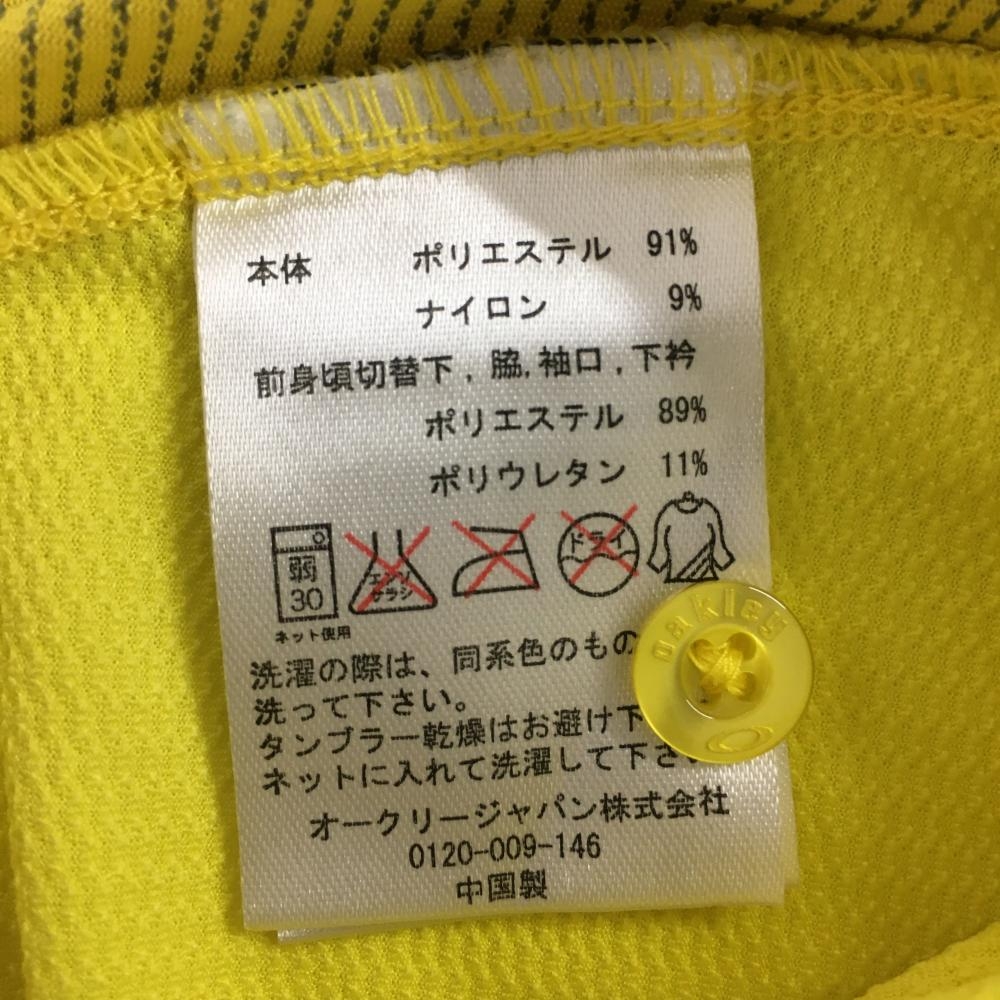 本体 ポリエステル 91%
ナイロン 9%
前身頃切替下,脇,袖口,下衿
ポリエステル 89%
ポリウレタン 11%
弱
30
エンソ
サラシ
ドライ
ネット使用
洗濯の際は、同系色のもの
洗って下さい。
タンブラー乾燥はお避け下
ネットに入れて洗濯して下さ
オークリージャパン株式会社
0120-009-146
中国製
oakley